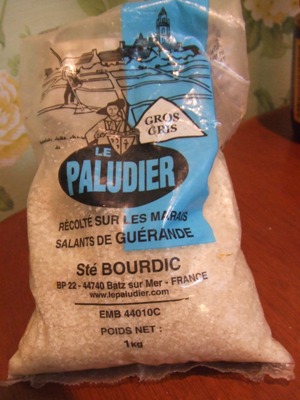 GROS
GRIS
LE
PALUDIER
RÉCOLTÉ SUR LES MARAIS
SALANTS DE GUÉRANDE
Sté BOURDIC
BP 22 - 44740 Batz sur Mer - FRANCE
www.lepaludier.com
EMB 44010C
POIDS NET :
1kg